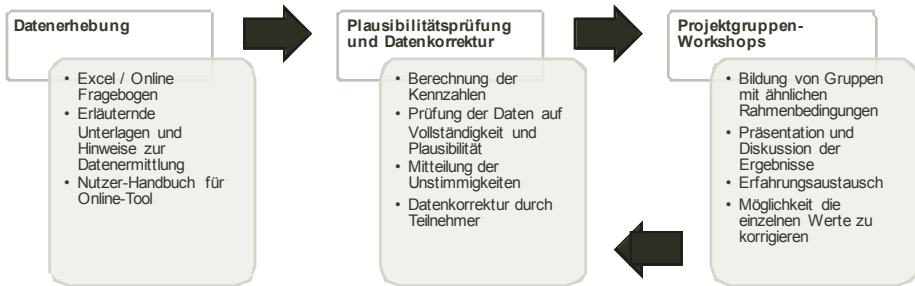 Datenerhebung
• Excel / Online
Fragebogen
• Erläuternde
Unterlagen und
Hinweise zur
Datenermittlung
• Nutzer-Handbuch für
Online-Tool
Plausibilitätsprüfung
und Datenkorrektur
• Berechnung der
Kennzahlen
• Prüfung der Daten auf
Vollständigkeit und
Plausibilität
• Mitteilung der
Unstimmigkeiten
• Datenkorrektur durch
Teilnehmer
Projektgruppen-
Workshops
• Bildung von Gruppen
mit ähnlichen
Rahmenbedingungen
• Präsentation und
Diskussion der
Ergebnisse
• Erfahrungsaustausch
• Möglichkeit die
einzelnen Werte zu
korrigieren